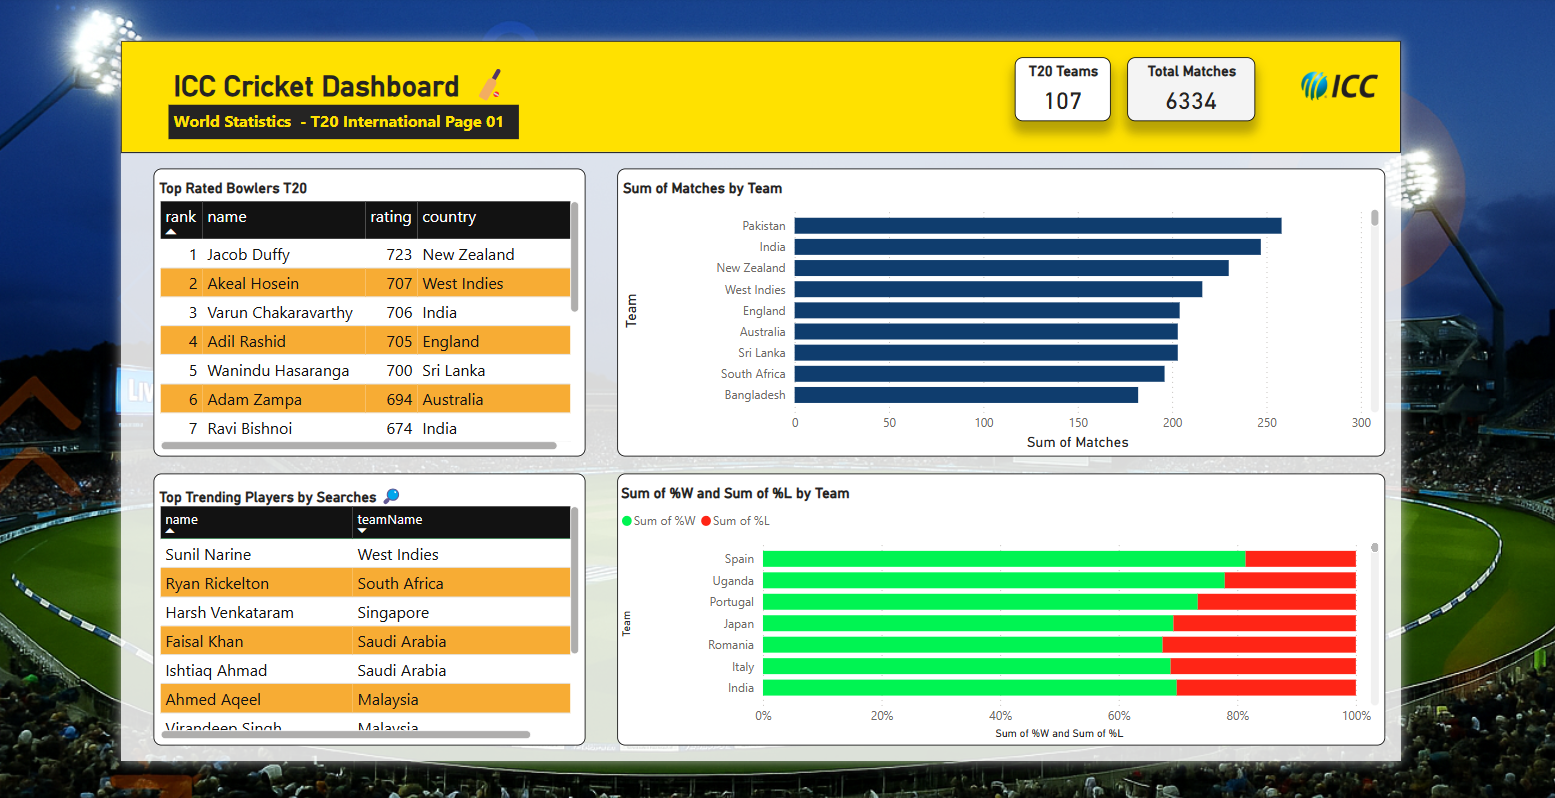 ICC Cricket Dashboard
World Statistics - T20 International Page 01
T20 Teams
107
Total Matches
6334
ICC
Top Rated Bowlers T20
rank name rating country
1 Jacob Duffy 723 New Zealand
2 Akeal Hosein 707 West Indies
3 Varun Chakaravarthy 706 India
4 Adil Rashid 705 England
5 Wanindu Hasaranga 700 Sri Lanka
6 Adam Zampa 694 Australia
7 Ravi Bishnoi 674 India
Sum of Matches by Team
Team
Pakistan
India
New Zealand
West Indies
England
Australia
Sri Lanka
South Africa
Bangladesh
0 50 100 150 200 250 300
Sum of Matches
Top Trending Players by Searches
name teamName
Sunil Narine West Indies
Ryan Rickelton South Africa
Harsh Venkataram Singapore
Faisal Khan Saudi Arabia
Ishtiaq Ahmad Saudi Arabia
Ahmed Aqeel Malaysia
Virandeep Singh Malaysia
Sum of %W and Sum of %L by Team
Sum of %W Sum of %L
Team
Spain
Uganda
Portugal
Japan
Romania
Italy
India
0% 20% 40% 60% 80% 100%
Sum of %W and Sum of %L